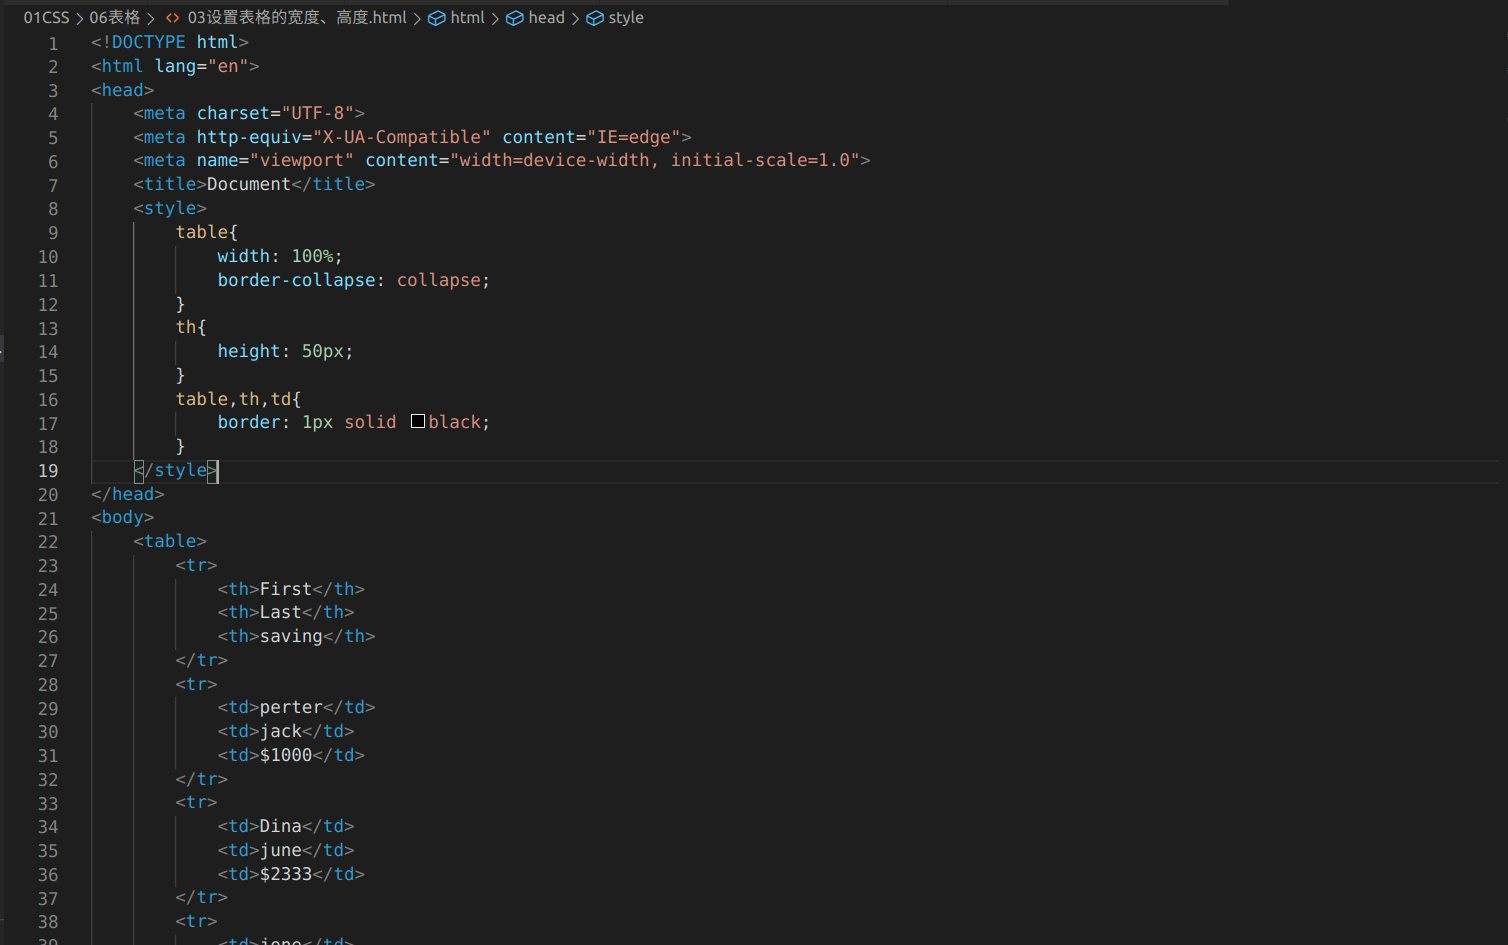 01CSS > 06表格 > <> 03设置表格的宽度、高度.html > html > head > style
1 <!DOCTYPE html>
2 <html lang="en">
3 <head>
4 <meta charset="UTF-8">
5 <meta http-equiv="X-UA-Compatible" content="IE=edge">
6 <meta name="viewport" content="width=device-width, initial-scale=1.0">
7 <title>Document</title>
8 <style>
9 table{
10 width: 100%;
11 border-collapse: collapse;
12 }
13 th{
14 height: 50px;
15 }
16 table,th,td{
17 border: 1px solid black;
18 }
19 </style>
20 </head>
21 <body>
22 <table>
23 <tr>
24 <th>First</th>
25 <th>Last</th>
26 <th>saving</th>
27 </tr>
28 <tr>
29 <td>perter</td>
30 <td>jack</td>
31 <td>$1000</td>
32 </tr>
33 <tr>
34 <td>Dina</td>
35 <td>june</td>
36 <td>$2333</td>
37 </tr>
38 <tr>
39 <td>jone</td>